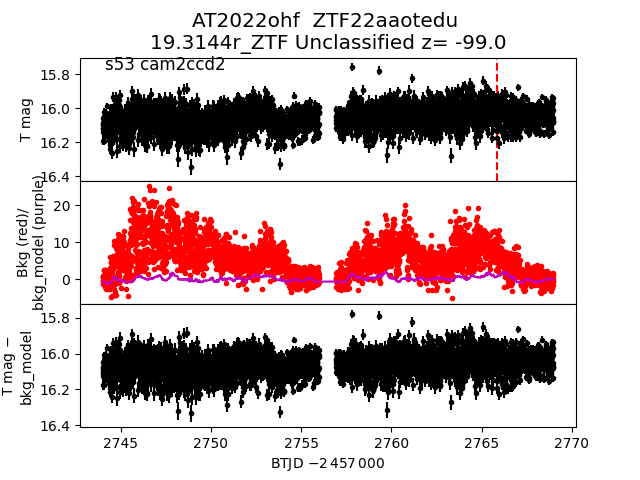 AT2022ohf ZTF22aaotedu
19.3144r_ZTF Unclassified z= -99.0
s53 cam2ccd2
T mag
15.8
16.0
16.2
16.4
Bkg (red)/
bkg_model (purple)
20
10
0
T mag −
bkg_model
15.8
16.0
16.2
16.4
2745 2750 2755 2760 2765 2770
BTJD −2 457 000